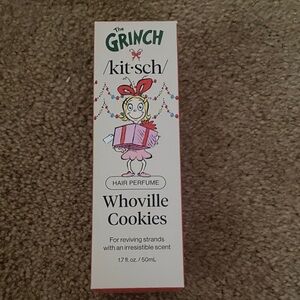 The
GRINCH
/kit·sch/
HAIR PERFUME
Whoville
Cookies
For reviving strands
with an irresistible scent
1.7 fl. oz. / 50mL